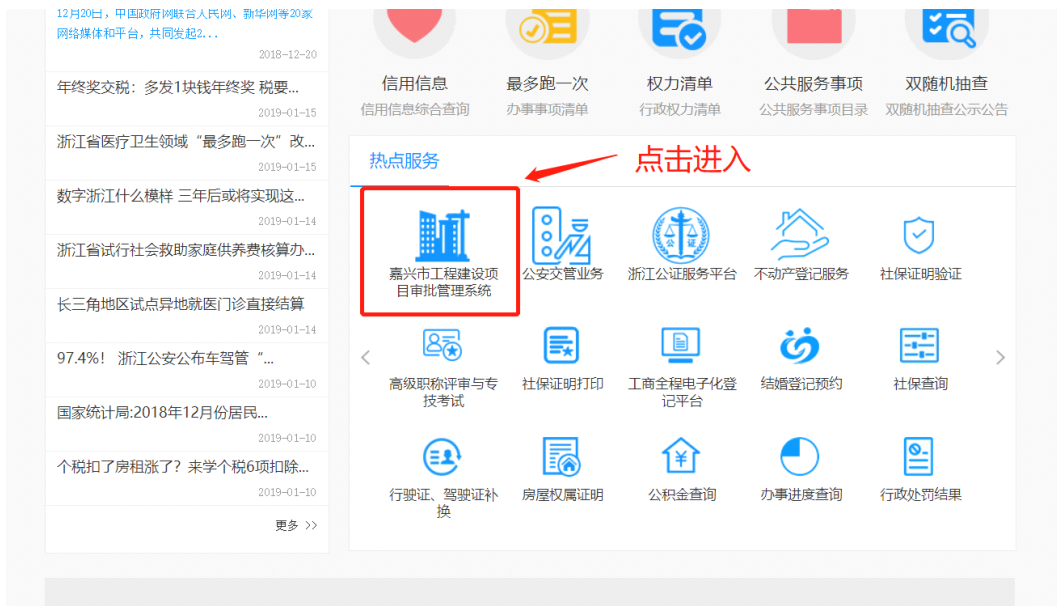 12月20日，中国政府网联合人民网、新华网等20家
网络媒体和平台，共同发起2...
2018-12-20
年终奖交税：多发1块钱年终奖 税要...
2019-01-15
浙江省医疗卫生领域“最多跑一次”改...
2019-01-15
数字浙江什么模样 三年后或将实现这...
2019-01-14
浙江省试行社会救助家庭供养费核算办...
2019-01-14
长三角地区试点异地就医门诊直接结算
2019-01-14
97.4%！ 浙江公安公布车驾管“...
2019-01-10
国家统计局:2018年12月份居民...
2019-01-10
个税扣了房租涨了？来学个税6项扣除...
2019-01-10
更多 >>
信用信息
信用信息综合查询
最多跑一次
办事事项清单
权力清单
行政权力清单
公共服务事项
公共服务事项目录
双随机抽查
双随机抽查公示公告
热点服务
点击进入
嘉兴市工程建设项
目审批管理系统
公安交管业务
公证
浙江公证服务平台
不动产登记服务
社保证明验证
高级职称评审与专
技考试
社保证明打印
工商全程电子化登
记平台
结婚登记预约
社保查询
行驶证、驾驶证补
换
房屋权属证明
公积金查询
办事进度查询
行政处罚结果